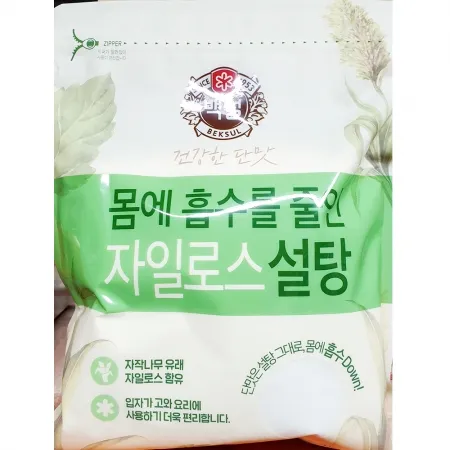 ZIPPER
SINCE 1953
백설
BEKSUL
건강한 단맛
몸에 흡수를 줄인
자일로스 설탕
자작나무 유래
자일로스 함유
입자가 고와 요리에
사용하기 더욱 편리합니다.
단맛은 설탕 그대로, 몸에 흡수 Down!